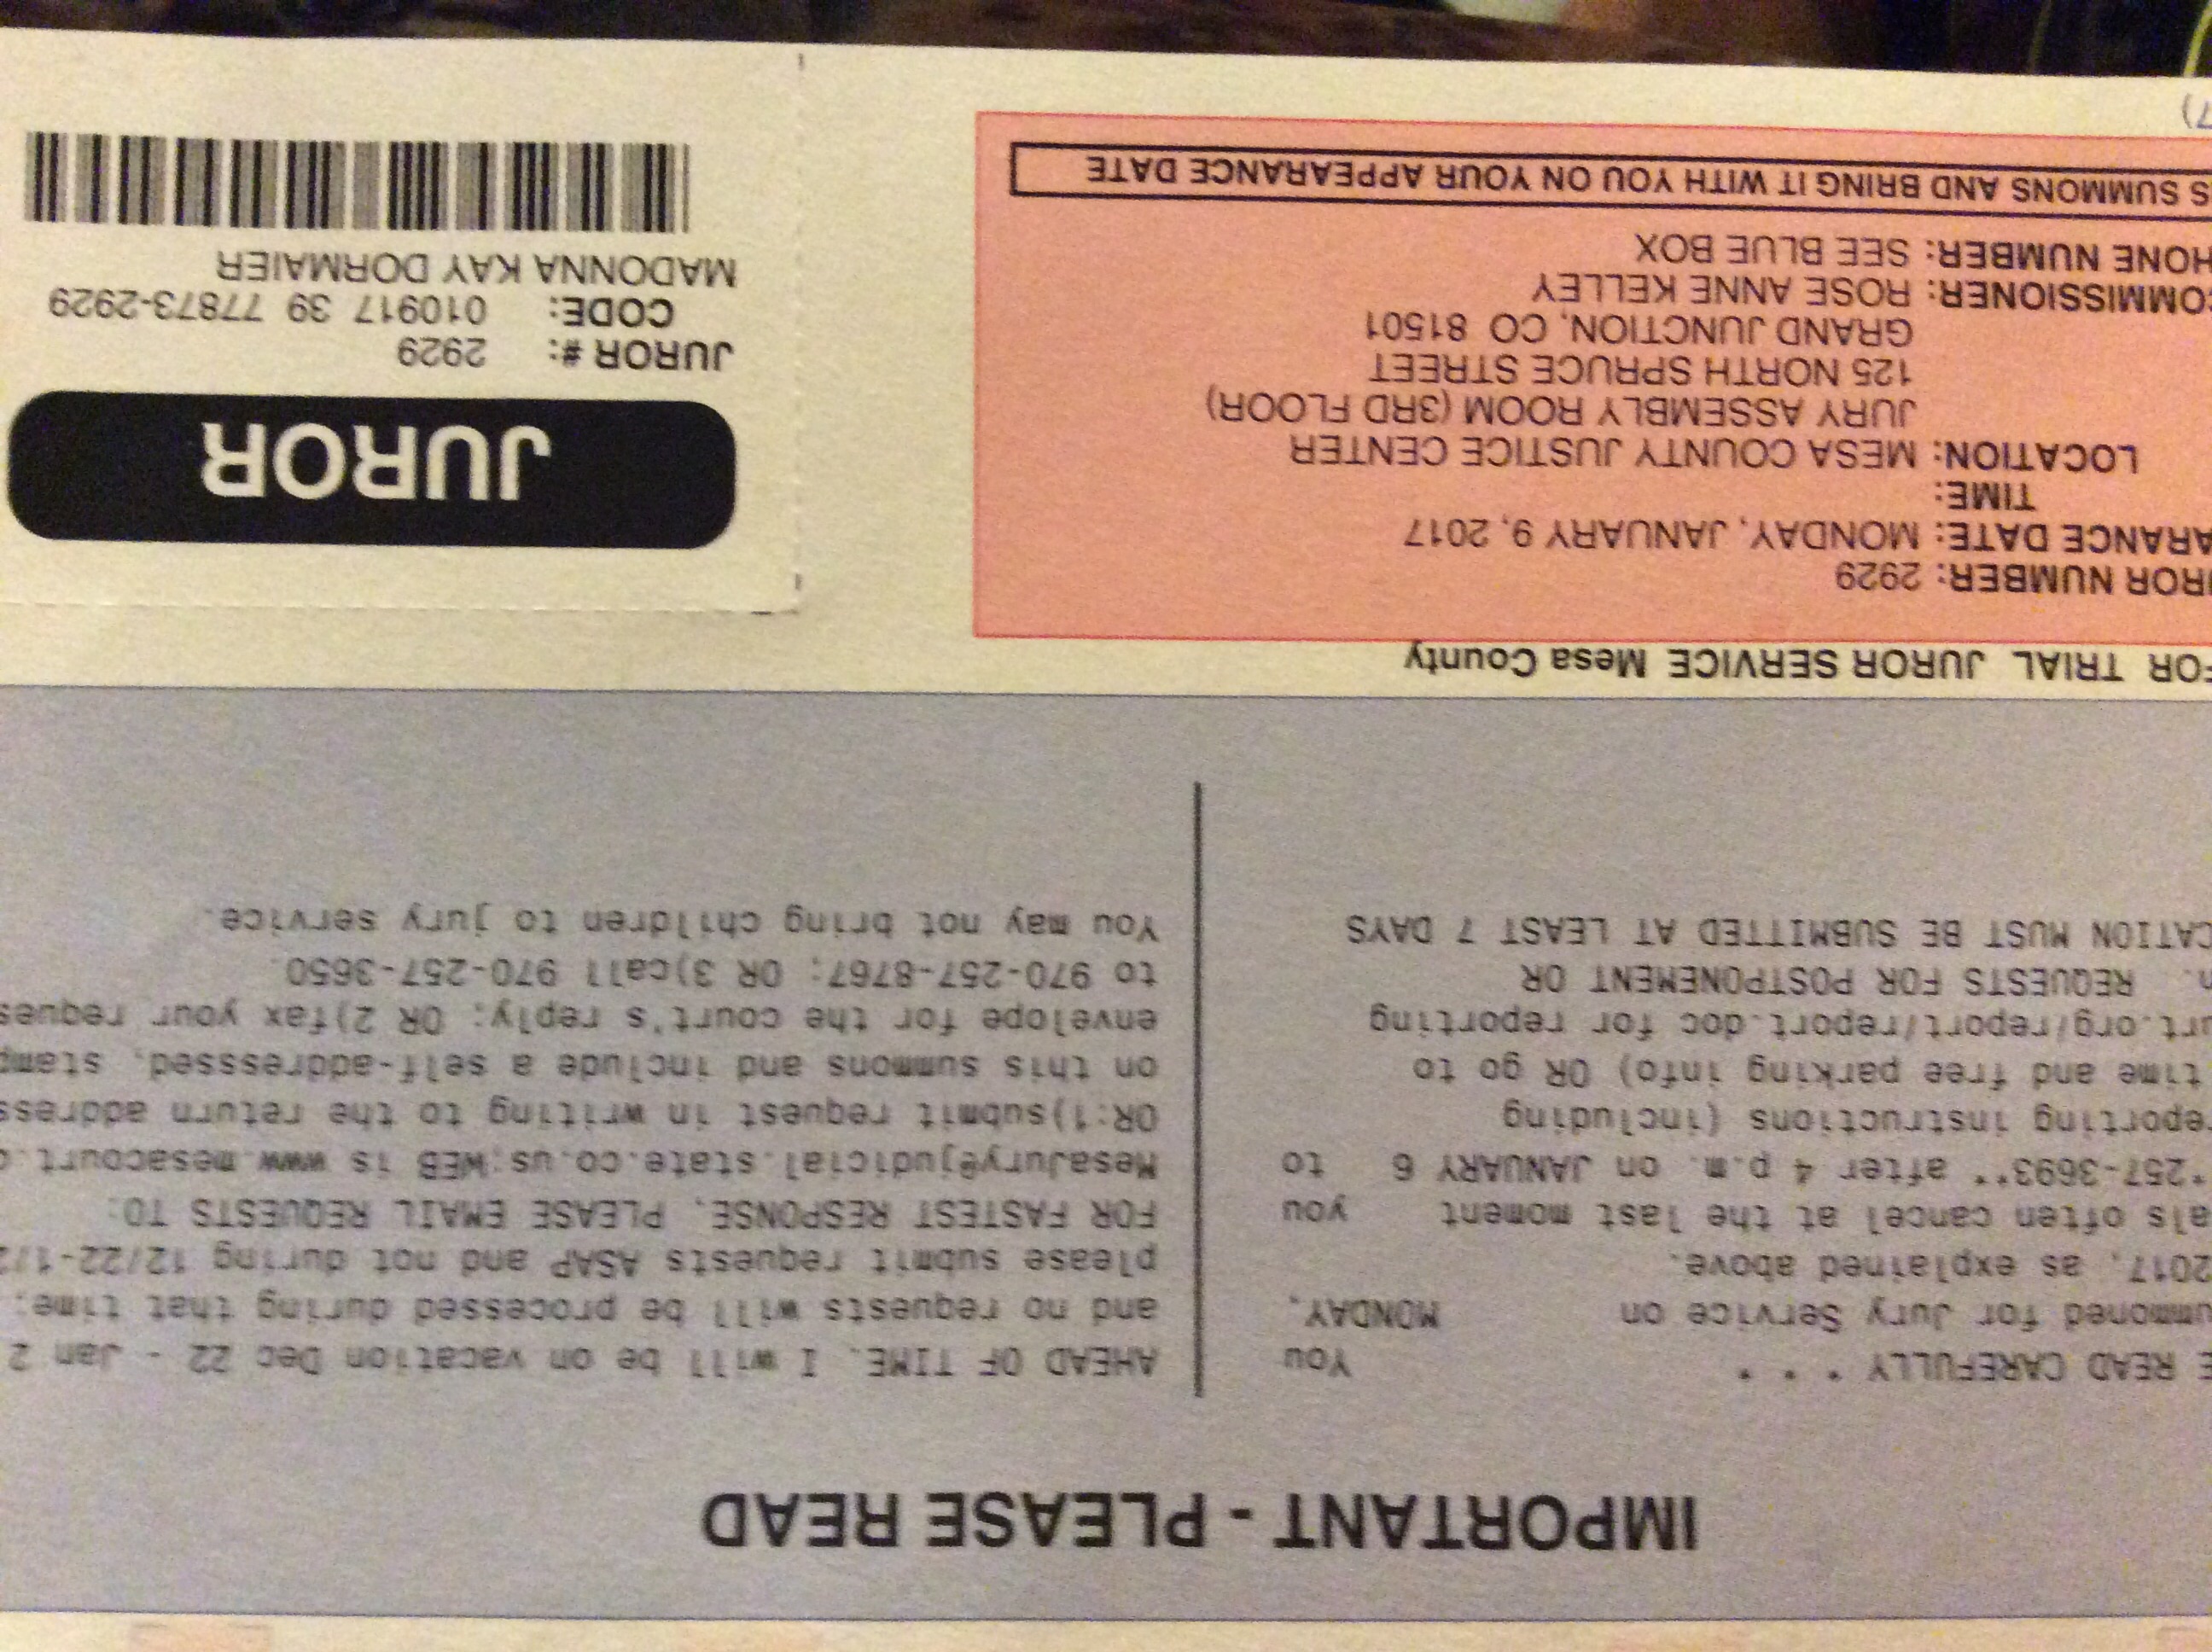 IMPORTANT - PLEASE READ
E READ CAREFULLY * * * You
ummoned for Jury Service on MONDAY,
2017, as explained above.
als often cancel at the last moment you
*257-3693** after 4 p.m. on JANUARY 6 to
reporting instructions (including
time and free parking info) OR go to
urt.org/report/report.doc for reporting
n. REQUESTS FOR POSTPONEMENT OR
CATION MUST BE SUBMITTED AT LEAST 7 DAYS
AHEAD OF TIME. I will be on vacation Dec 22 - Jan 2
and no requests will be processed during that time.
please submit requests ASAP and not during 12/22-1/2
FOR FASTEST RESPONSE, PLEASE EMAIL REQUESTS TO:
MesaJury@judicial.state.co.us;WEB is www.mesacourt.o
OR:1)submit request in writing to the return address
on this summons and include a self-addresssed, stamp
envelope for the court's reply; OR 2)fax your reques
to 970-257-8767; OR 3)call 970-257-3650.
You may not bring children to jury service.
FOR TRIAL JUROR SERVICE Mesa County
UROR NUMBER: 2929
ARANCE DATE: MONDAY, JANUARY 9, 2017
TIME:
LOCATION: MESA COUNTY JUSTICE CENTER
JURY ASSEMBLY ROOM (3RD FLOOR)
125 NORTH SPRUCE STREET
GRAND JUNCTION, CO 81501
COMMISSIONER: ROSE ANNE KELLEY
HONE NUMBER: SEE BLUE BOX
IS SUMMONS AND BRING IT WITH YOU ON YOUR APPEARANCE DATE
7)
JUROR
JUROR #: 2929
CODE: 010917 39 77873-2929
MADONNA KAY DORMAIER